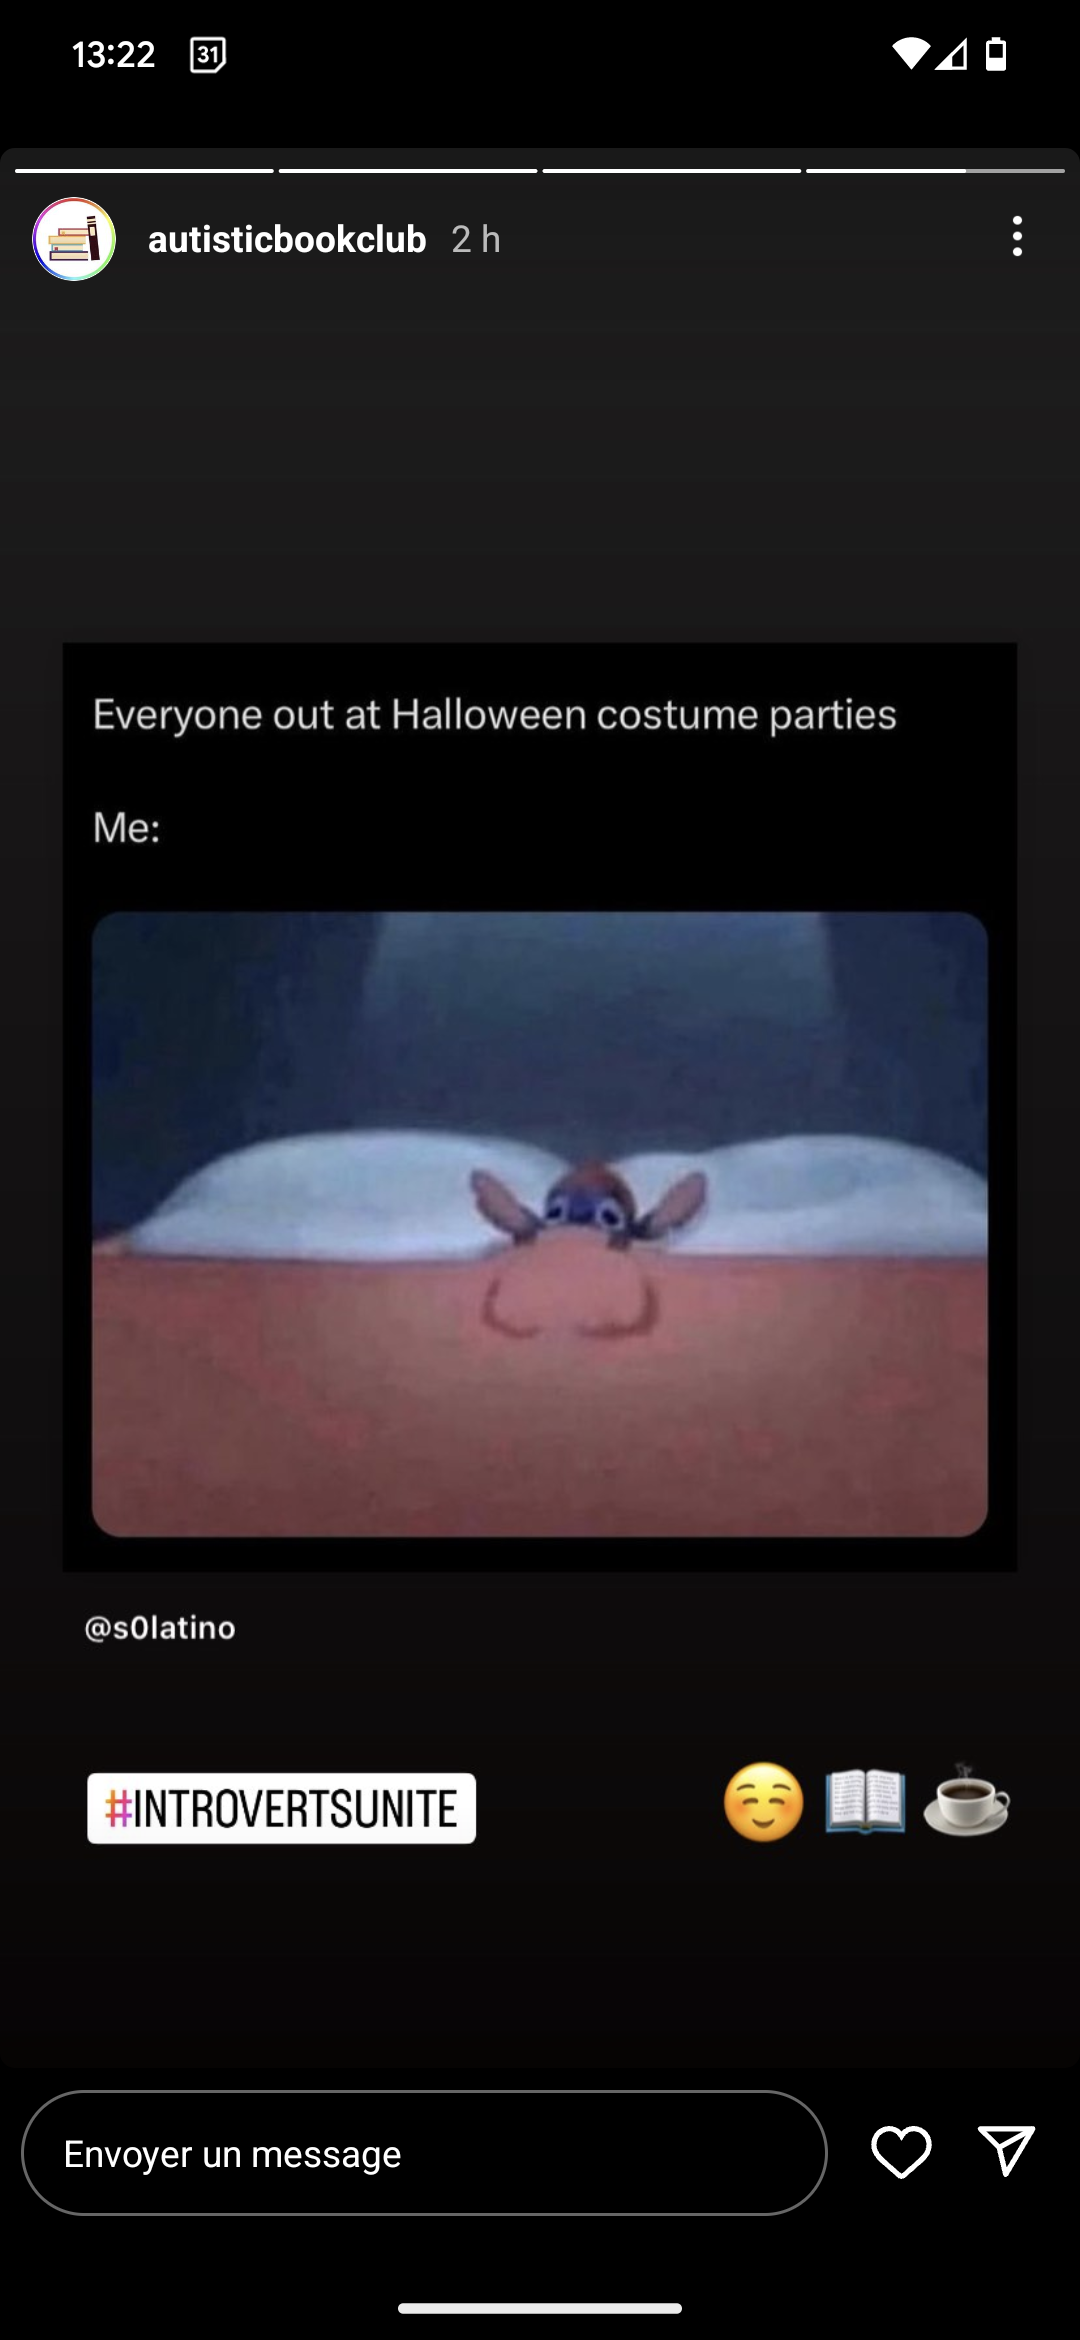 13:22
31
autisticbookclub 2 h
Everyone out at Halloween costume parties
Me:
@s0latino
#INTROVERTSUNITE
Envoyer un message